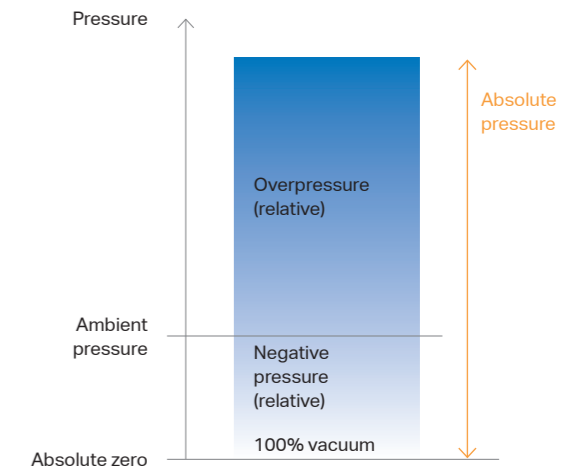 Pressure
Absolute
pressure
Overpressure
(relative)
Ambient
pressure
Negative
pressure
(relative)
100% vacuum
Absolute zero